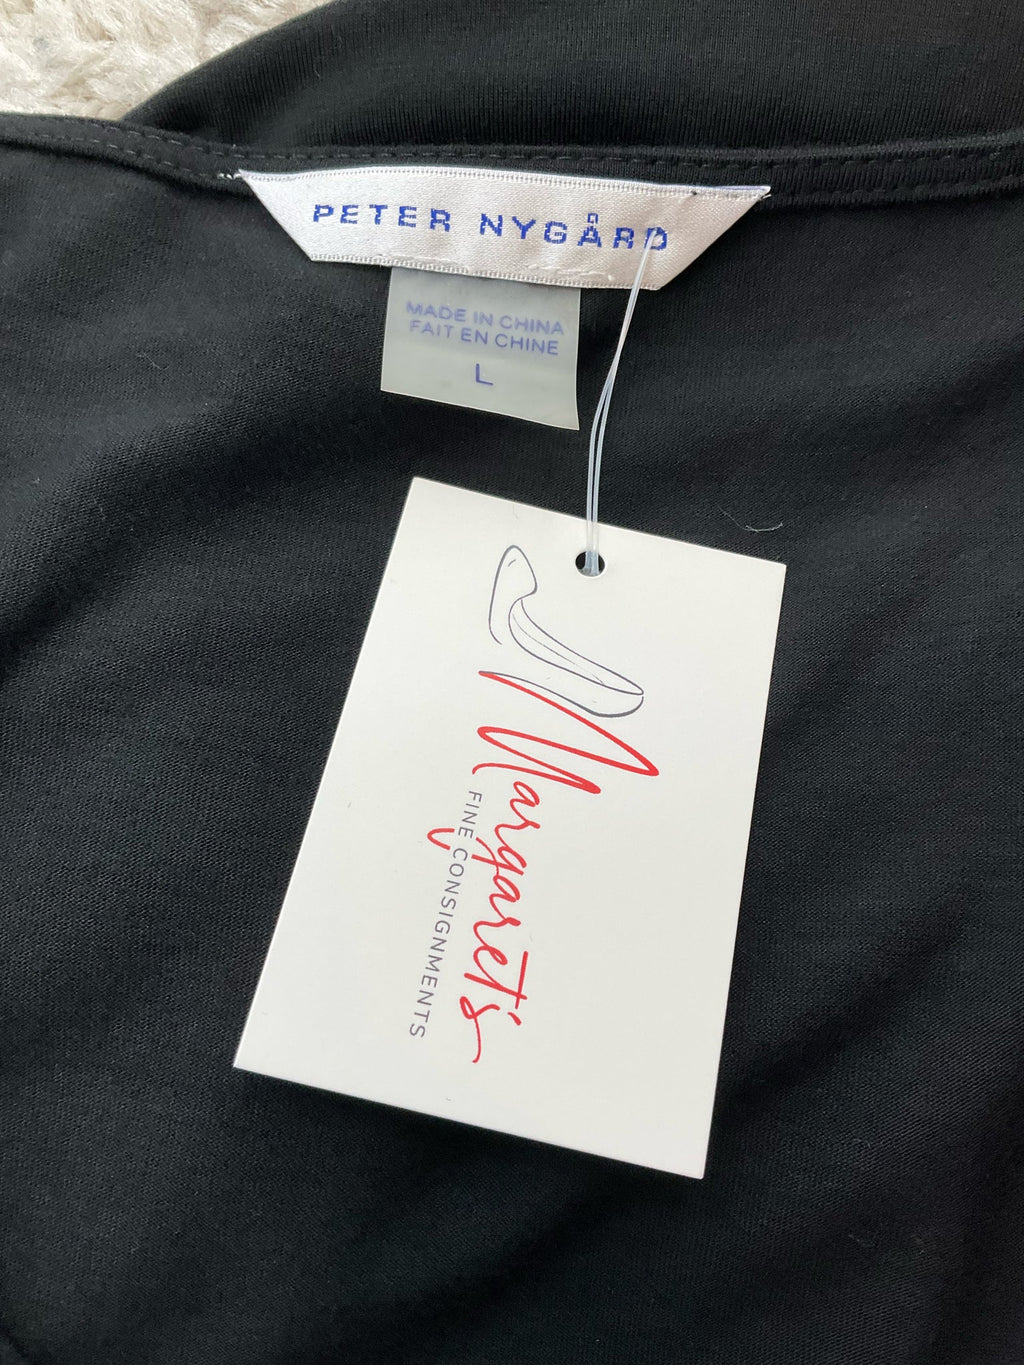 PETER NYGÅRD
MADE IN CHINA
FAIT EN CHINE
L
Margaret's
FINE CONSIGNMENTS